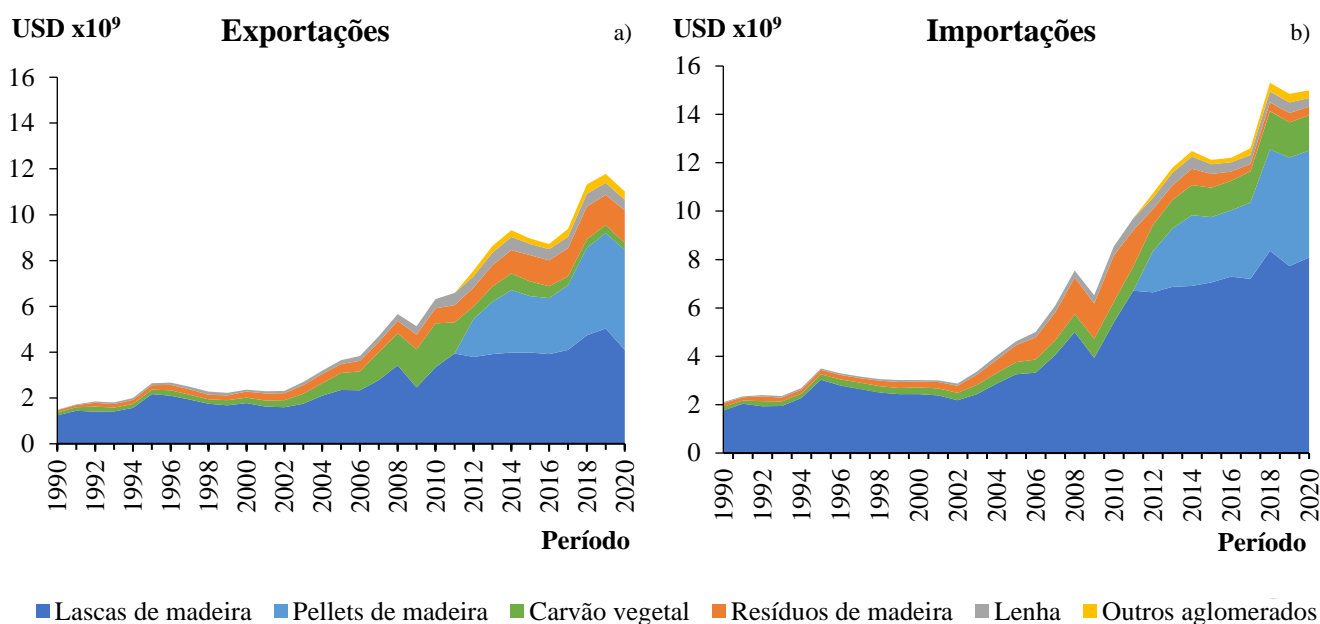 USD x10⁹ Exportações a)
16
14
12
10
8
6
4
2
0
1990 1992 1994 1996 1998 2000 2002 2004 2006 2008 2010 2012 2014 2016 2018 2020
Período
USD x10⁹ Importações b)
16
14
12
10
8
6
4
2
0
1990 1992 1994 1996 1998 2000 2002 2004 2006 2008 2010 2012 2014 2016 2018 2020
Período
Lascas de madeira Pellets de madeira Carvão vegetal Resíduos de madeira Lenha Outros aglomerados